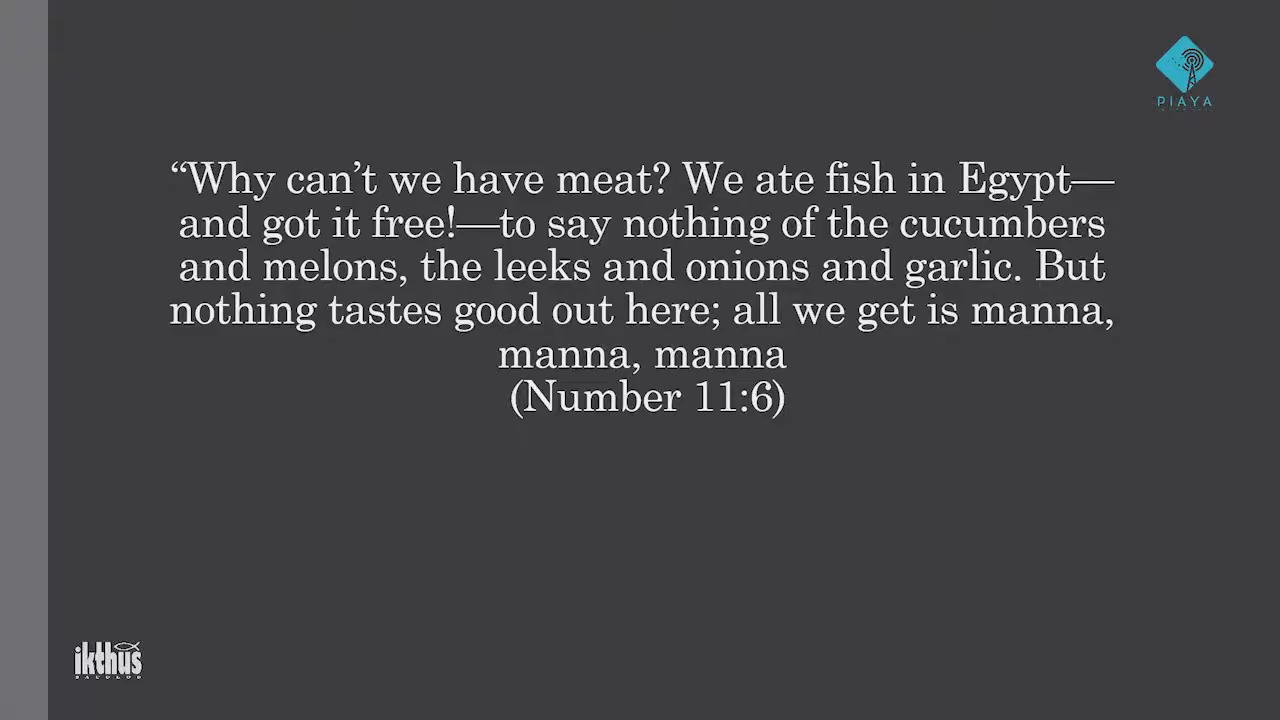 PIAYA
“Why can’t we have meat? We ate fish in Egypt—
and got it free!—to say nothing of the cucumbers
and melons, the leeks and onions and garlic. But
nothing tastes good out here; all we get is manna,
manna, manna
(Number 11:6)
ikthus
BACOLOD